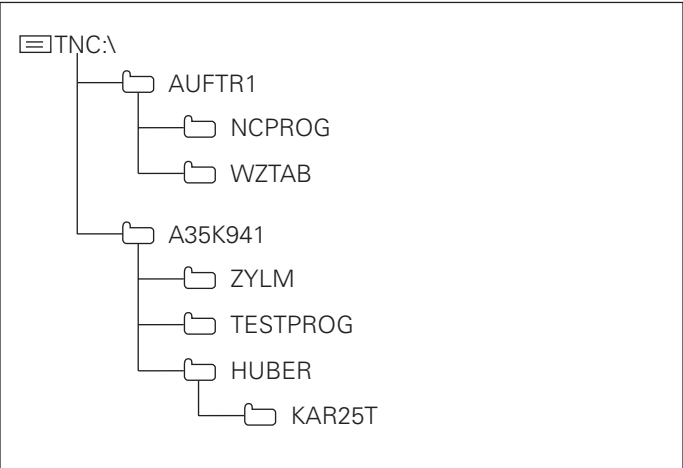 TNC:\
AUFTR1
NCPROG
WZTAB
A35K941
ZYLM
TESTPROG
HUBER
KAR25T